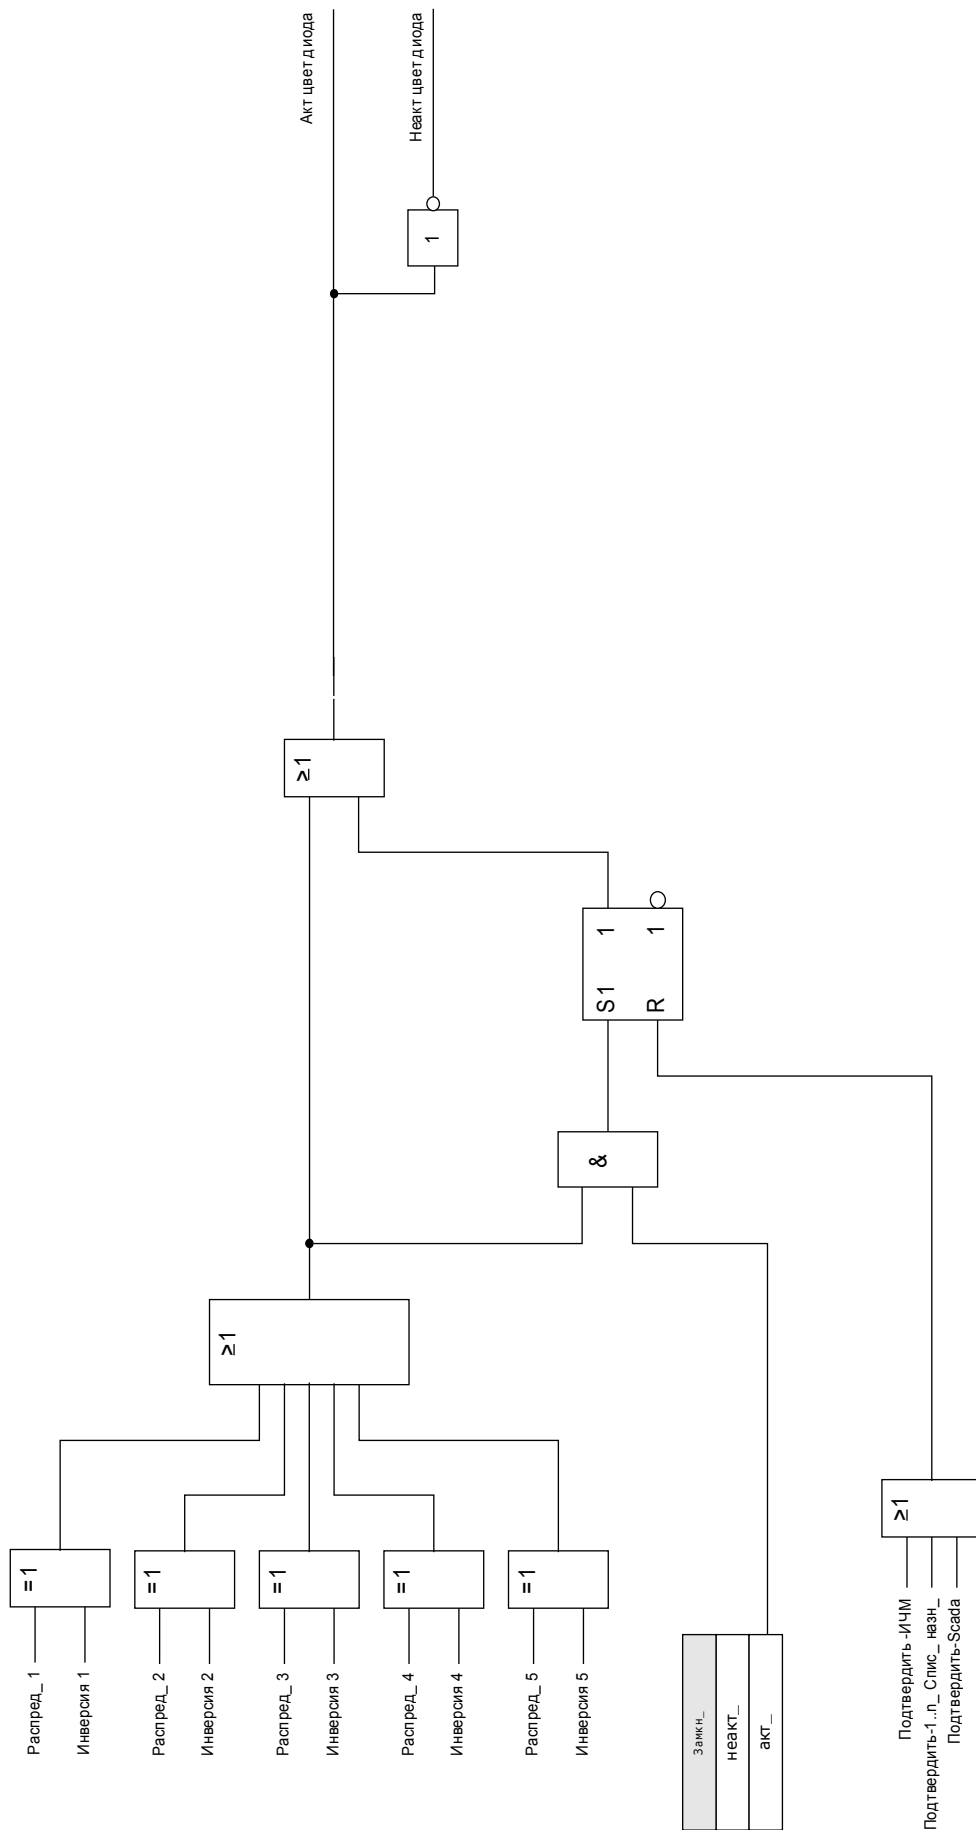 Акт цвет диода
Неакт цвет диода
1
≥1
S1 1
R 1
&
≥1
=1
=1
=1
=1
=1
≥1
Распред_ 1
Инверсия 1
Распред_ 2
Инверсия 2
Распред_ 3
Инверсия 3
Распред_ 4
Инверсия 4
Распред_ 5
Инверсия 5
Замкн_
неакт_
акт_
Подтвердить -ИЧМ
Подтвердить-1..n_ Спис_ назн_
Подтвердить-Scada